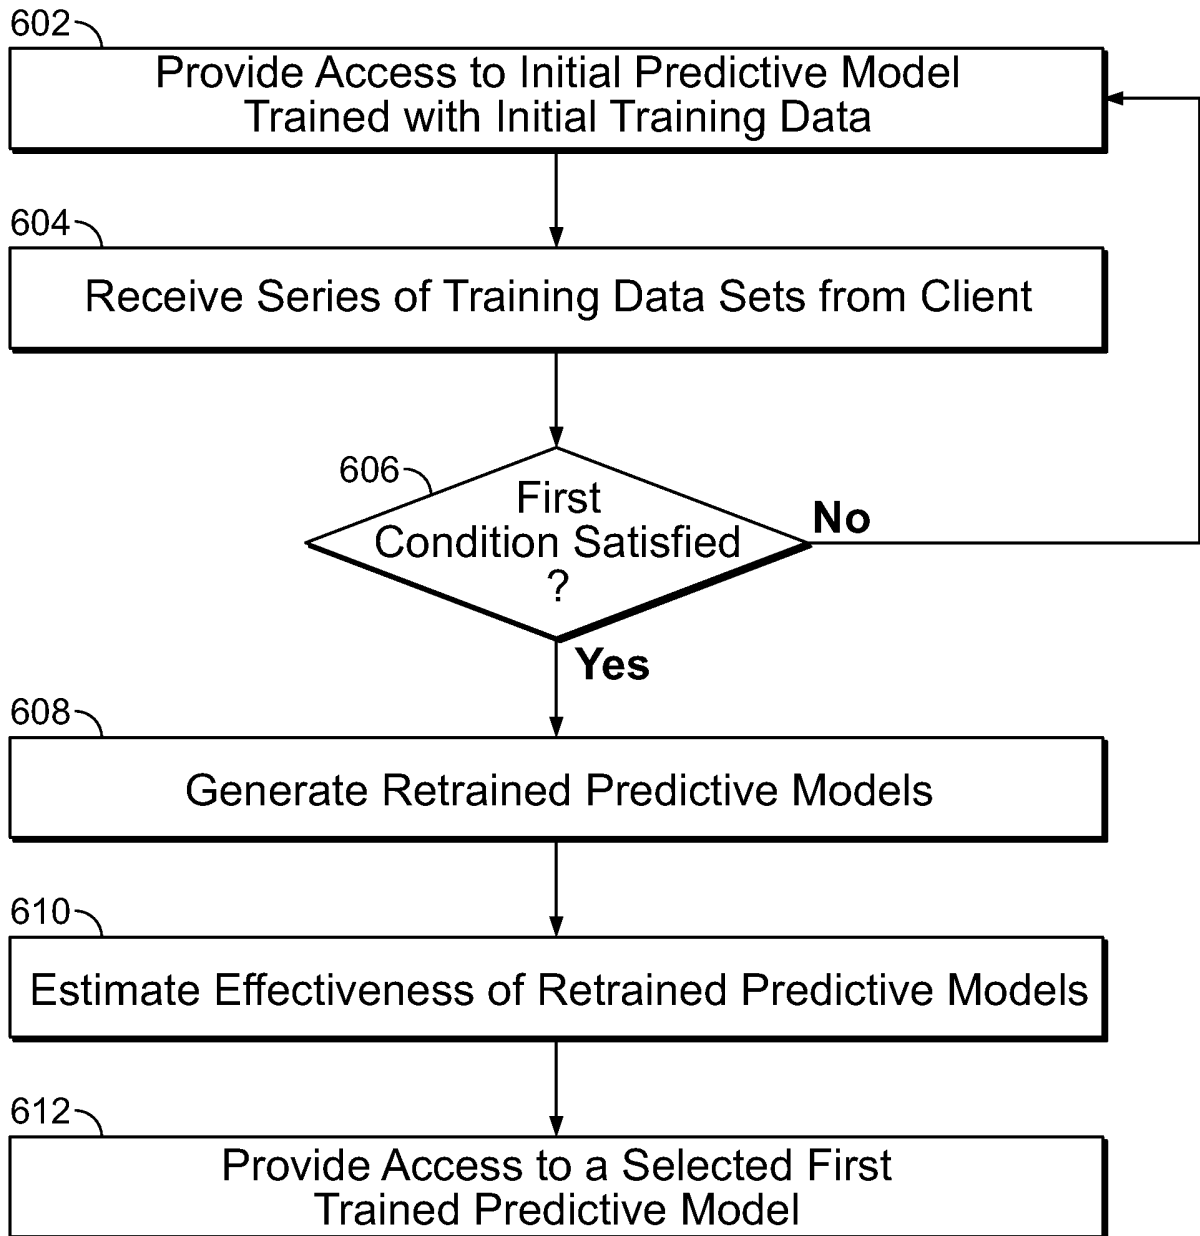 602
Provide Access to Initial Predictive Model
Trained with Initial Training Data
604
Receive Series of Training Data Sets from Client
606
First
Condition Satisfied
?
No
Yes
608
Generate Retrained Predictive Models
610
Estimate Effectiveness of Retrained Predictive Models
612
Provide Access to a Selected First
Trained Predictive Model